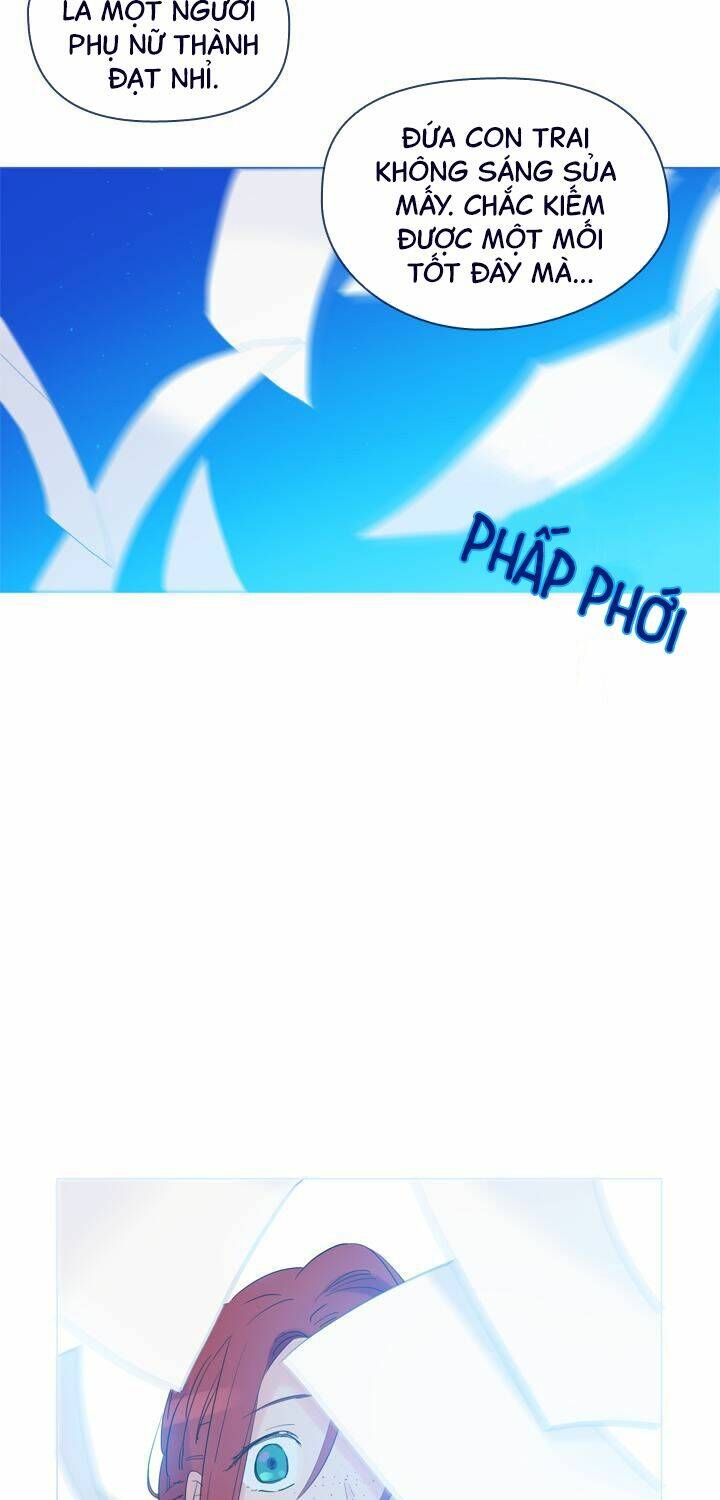 LÀ MỘT NGƯỜI
PHỤ NỮ THÀNH
ĐẠT NHỈ.
ĐỨA CON TRAI
KHÔNG SÁNG SỦA
MẤY. CHẮC KIẾM
ĐƯỢC MỘT MỐI
TỐT ĐÂY MÀ...
PHẤP PHỚI